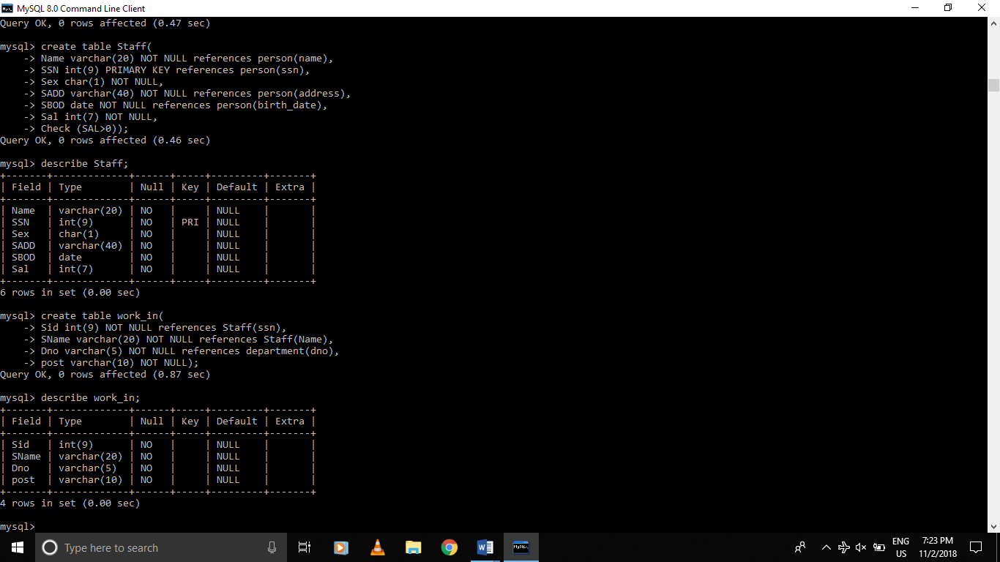 MySQL 8.0 Command Line Client
Query OK, 0 rows affected (0.47 sec)
mysql> create table Staff(
    -> Name varchar(20) NOT NULL references person(name),
    -> SSN int(9) PRIMARY KEY references person(ssn),
    -> Sex char(1) NOT NULL,
    -> SADD varchar(40) NOT NULL references person(address),
    -> SBOD date NOT NULL references person(birth_date),
    -> Sal int(7) NOT NULL,
    -> Check (SAL>0));
Query OK, 0 rows affected (0.46 sec)
mysql> describe Staff;
+-------+-------------+------+-----+---------+-------+
| Field | Type        | Null | Key | Default | Extra |
+-------+-------------+------+-----+---------+-------+
| Name  | varchar(20) | NO   |     | NULL    |       |
| SSN   | int(9)      | NO   | PRI | NULL    |       |
| Sex   | char(1)     | NO   |     | NULL    |       |
| SADD  | varchar(40) | NO   |     | NULL    |       |
| SBOD  | date        | NO   |     | NULL    |       |
| Sal   | int(7)      | NO   |     | NULL    |       |
+-------+-------------+------+-----+---------+-------+
6 rows in set (0.00 sec)
mysql> create table work_in(
    -> Sid int(9) NOT NULL references Staff(ssn),
    -> SName varchar(20) NOT NULL references Staff(Name),
    -> Dno varchar(5) NOT NULL references department(dno),
    -> post varchar(10) NOT NULL);
Query OK, 0 rows affected (0.87 sec)
mysql> describe work_in;
+-------+-------------+------+-----+---------+-------+
| Field | Type        | Null | Key | Default | Extra |
+-------+-------------+------+-----+---------+-------+
| Sid   | int(9)      | NO   |     | NULL    |       |
| SName | varchar(20) | NO   |     | NULL    |       |
| Dno   | varchar(5)  | NO   |     | NULL    |       |
| post  | varchar(10) | NO   |     | NULL    |       |
+-------+-------------+------+-----+---------+-------+
4 rows in set (0.00 sec)
mysql>
Type here to search
ENG
US
7:23 PM
11/2/2018